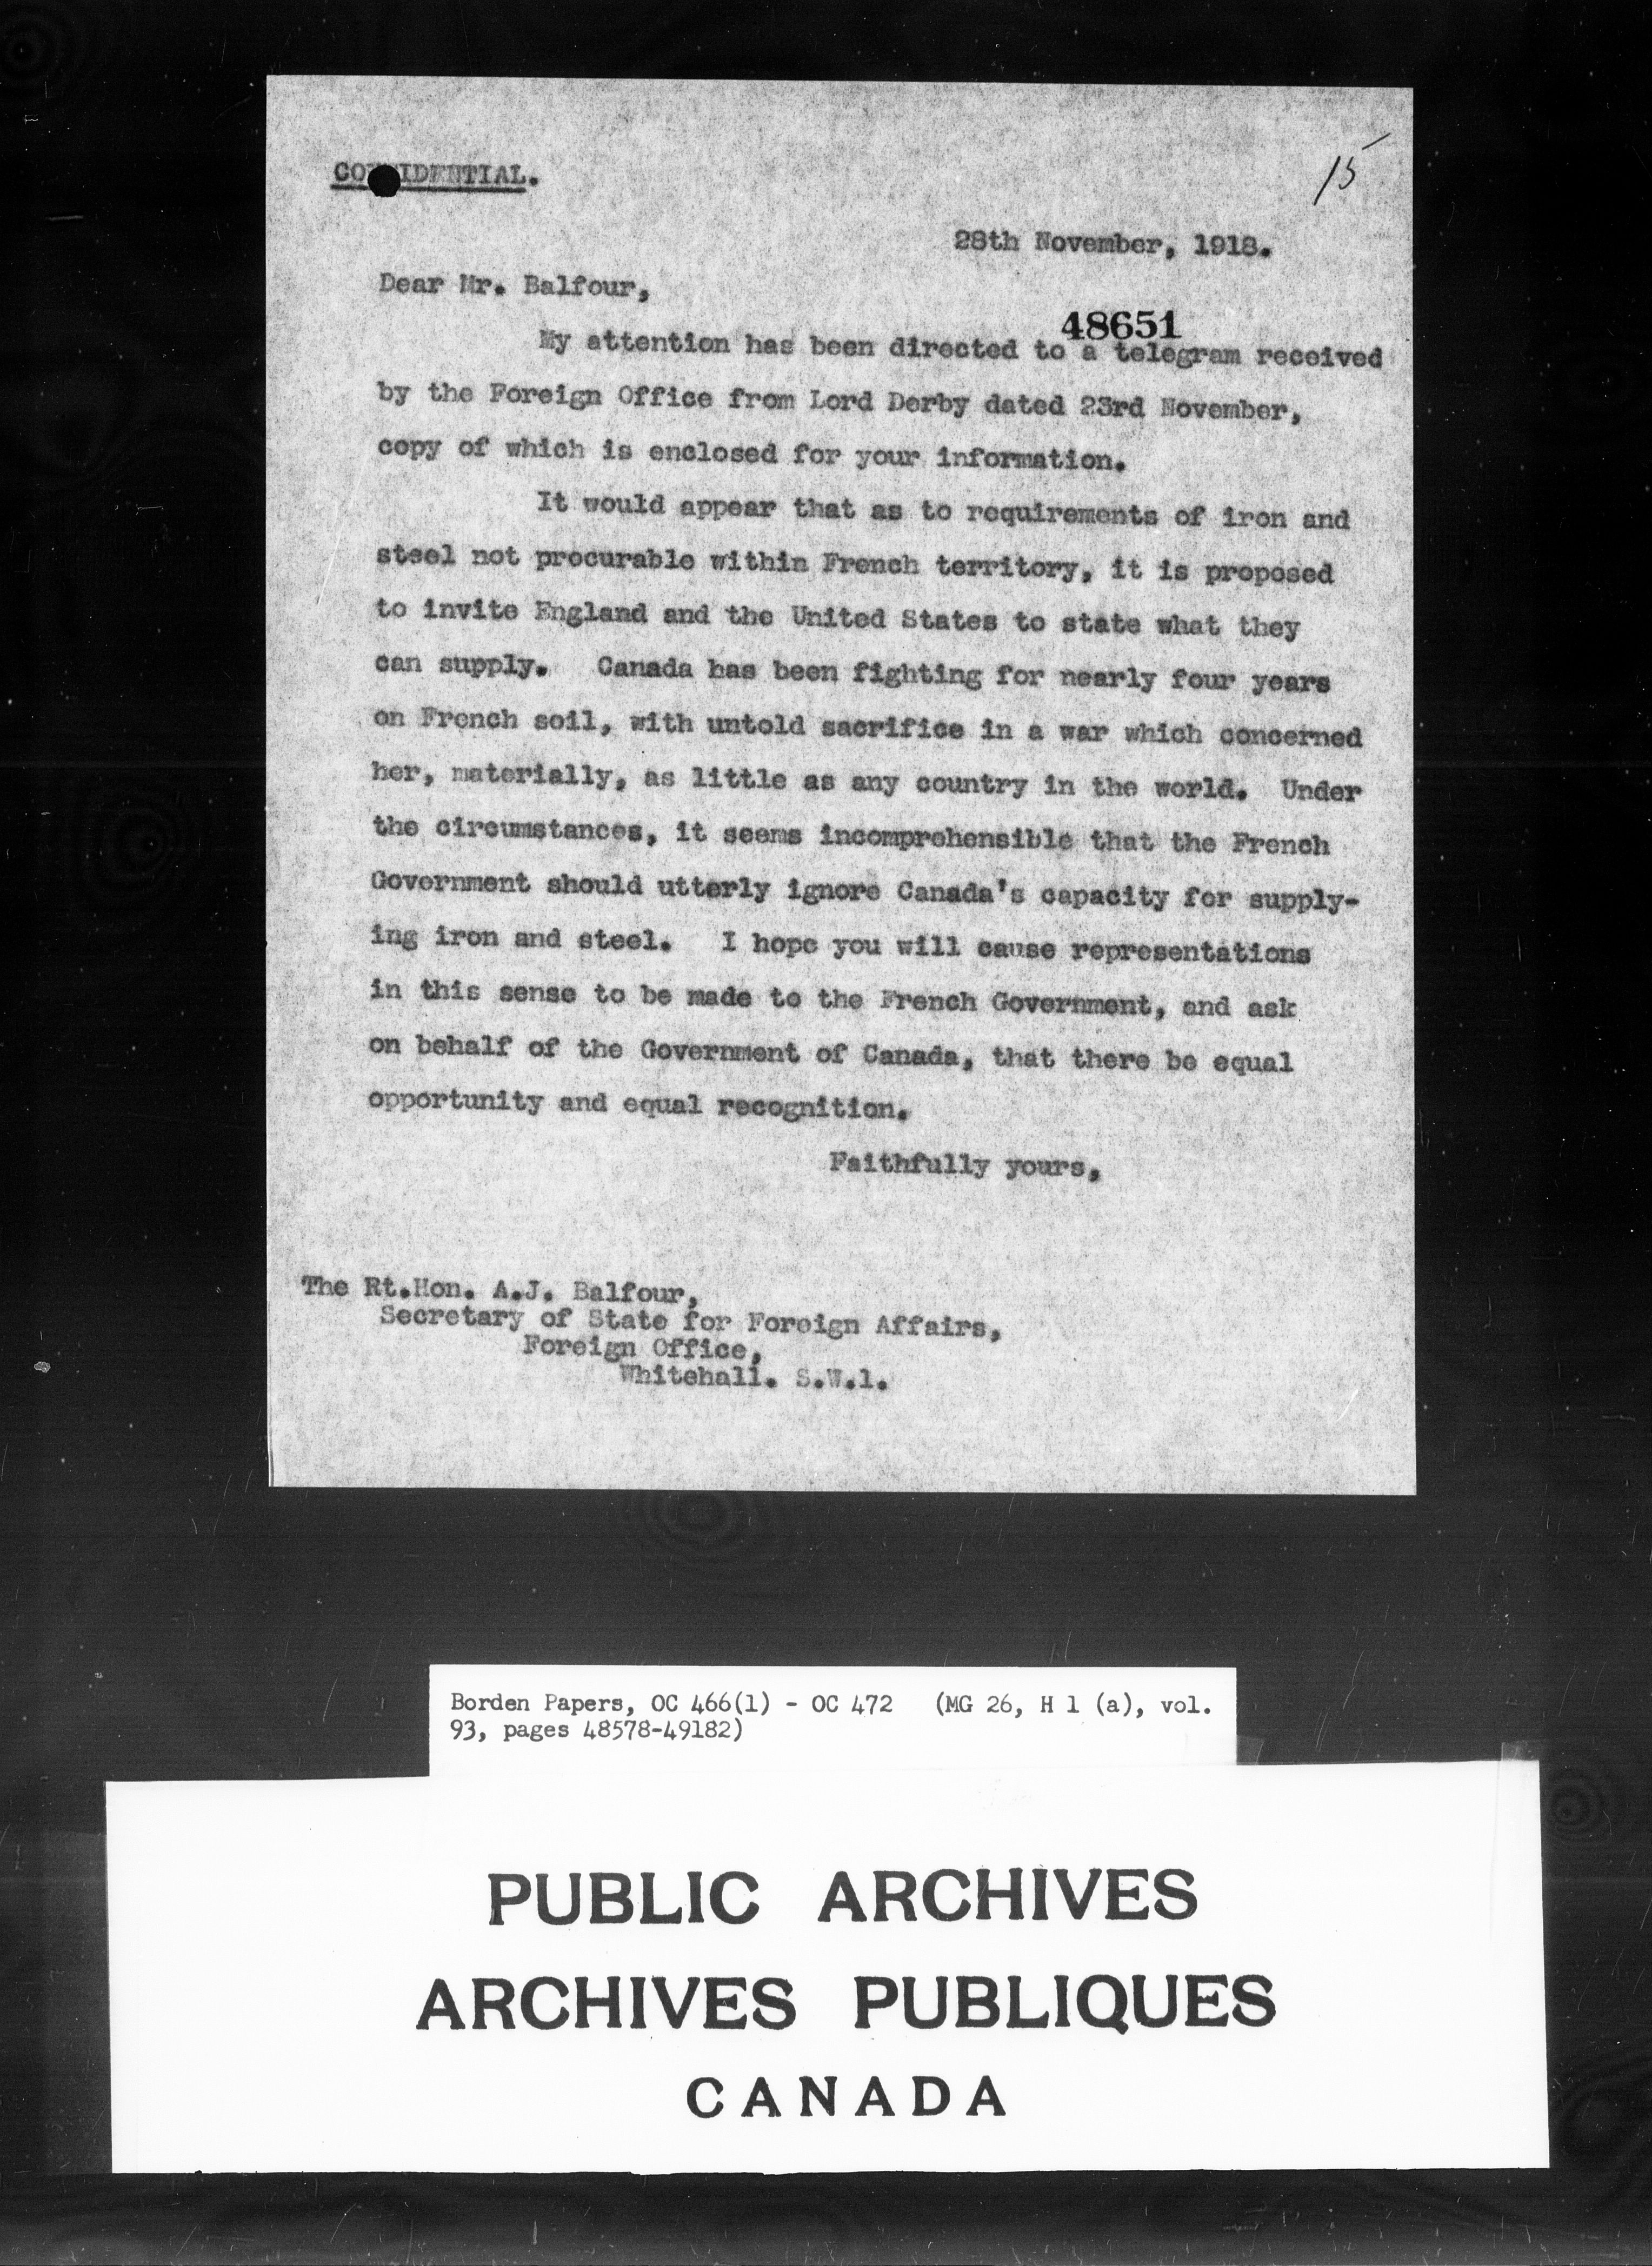 CONFIDENTIAL.
15
28th November, 1918.
Dear Mr. Balfour,
48651
My attention has been directed to a telegram received
by the Foreign Office from Lord Derby dated 23rd November,
copy of which is enclosed for your information.
It would appear that as to requirements of iron and
steel not procurable within French territory, it is proposed
to invite England and the United States to state what they
can supply. Canada has been fighting for nearly four years
on French soil, with untold sacrifice in a war which concerned
her, materially, as little as any country in the world. Under
the circumstances, it seems incomprehensible that the French
Government should utterly ignore Canada's capacity for supply-
ing iron and steel. I hope you will cause representations
in this sense to be made to the French Government, and ask
on behalf of the Government of Canada, that there be equal
opportunity and equal recognition.
Faithfully yours,
The Rt.Hon. A.J. Balfour,
Secretary of State for Foreign Affairs,
Foreign Office,
Whitehall. S.W.1.
Borden Papers, OC 466(1) - OC 472 (MG 26, H 1 (a), vol.
93, pages 48578-49182)
PUBLIC ARCHIVES
ARCHIVES PUBLIQUES
CANADA